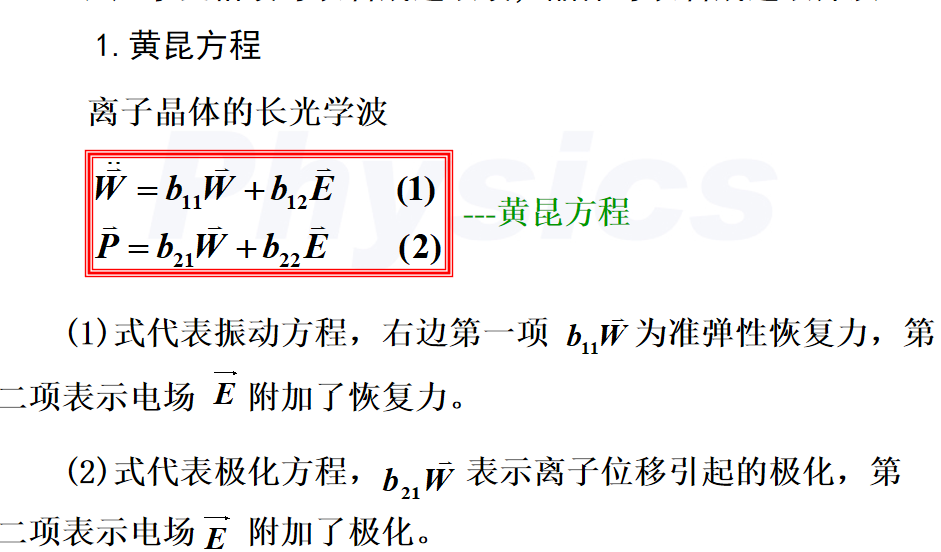 1.黄昆方程
Physics
离子晶体的长光学波
$\ddot{\vec{W}} = b_{11}\vec{W} + b_{12}\vec{E}$ (1)
$\vec{P} = b_{21}\vec{W} + b_{22}\vec{E}$ (2)
---黄昆方程
(1)式代表振动方程，右边第一项 $b_{11}\vec{W}$ 为准弹性恢复力，第
二项表示电场 $\vec{E}$ 附加了恢复力。
(2)式代表极化方程，$b_{21}\vec{W}$ 表示离子位移引起的极化，第
二项表示电场 $\vec{E}$ 附加了极化。